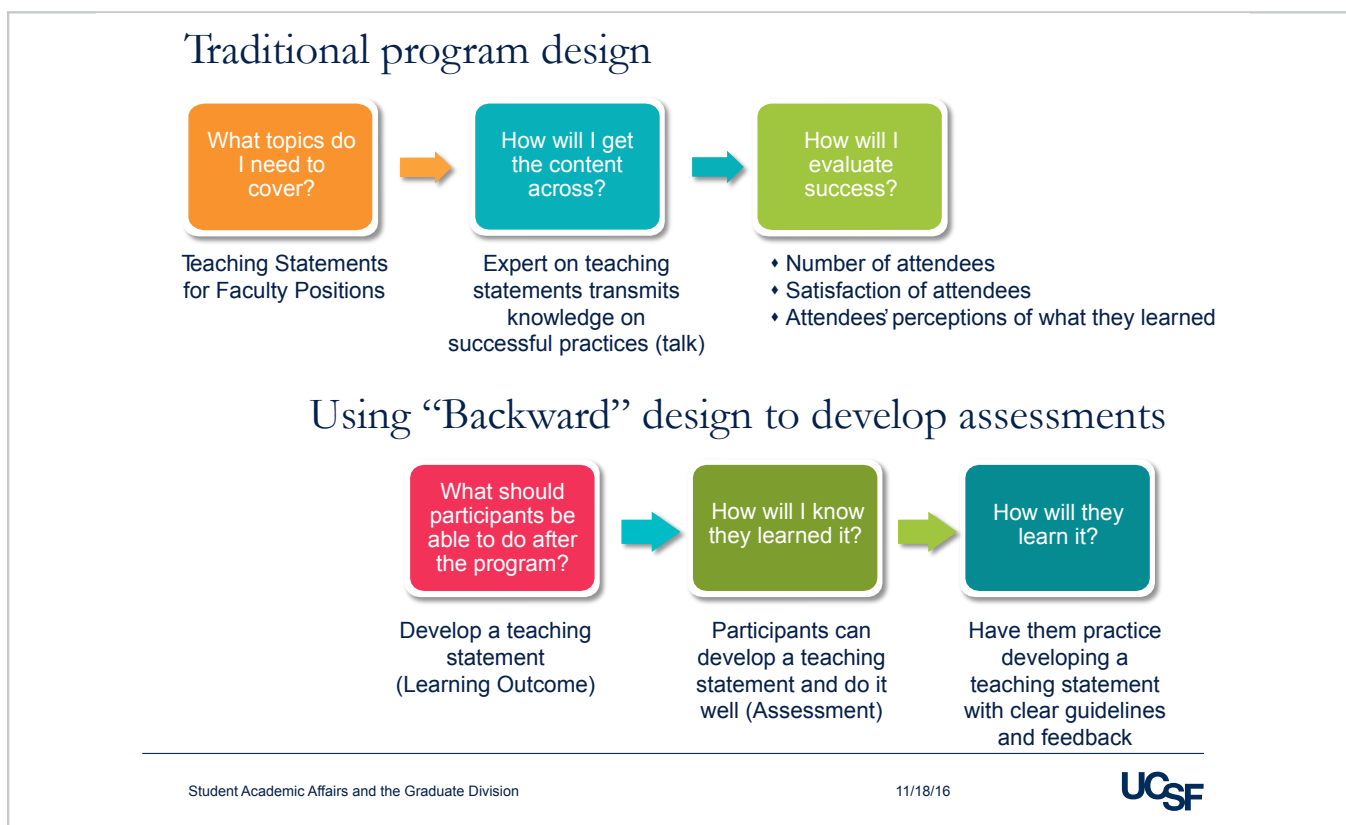 Traditional program design
What topics do
I need to
cover?
How will I get
the content
across?
How will I
evaluate
success?
Teaching Statements
for Faculty Positions
Expert on teaching
statements transmits
knowledge on
successful practices (talk)
• Number of attendees
• Satisfaction of attendees
• Attendees’ perceptions of what they learned
Using “Backward” design to develop assessments
What should
participants be
able to do after
the program?
How will I know
they learned it?
How will they
learn it?
Develop a teaching
statement
(Learning Outcome)
Participants can
develop a teaching
statement and do it
well (Assessment)
Have them practice
developing a
teaching statement
with clear guidelines
and feedback
Student Academic Affairs and the Graduate Division
11/18/16
UCSF